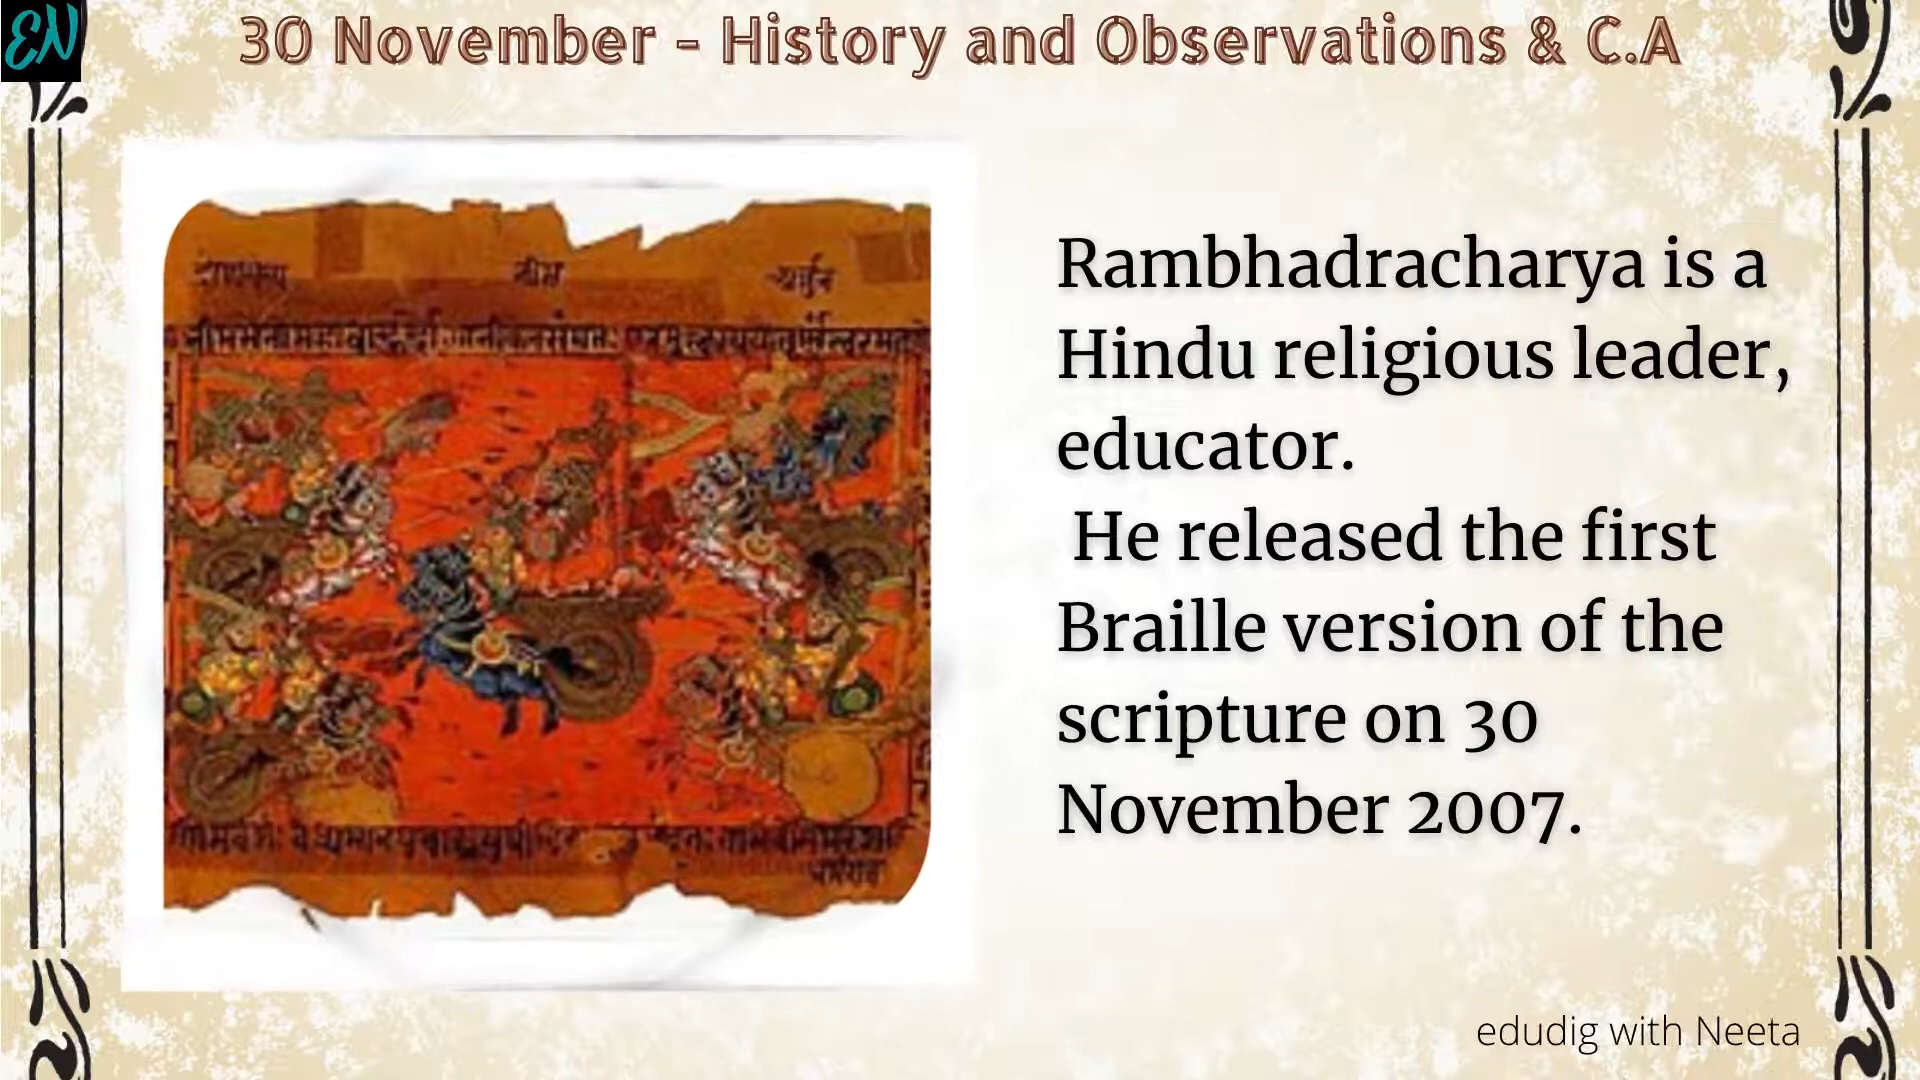 EN
30 November - History and Observations & C.A
भीम
Rambhadracharya is a
Hindu religious leader,
educator.
He released the first
Braille version of the
scripture on 30
November 2007.
edudig with Neeta